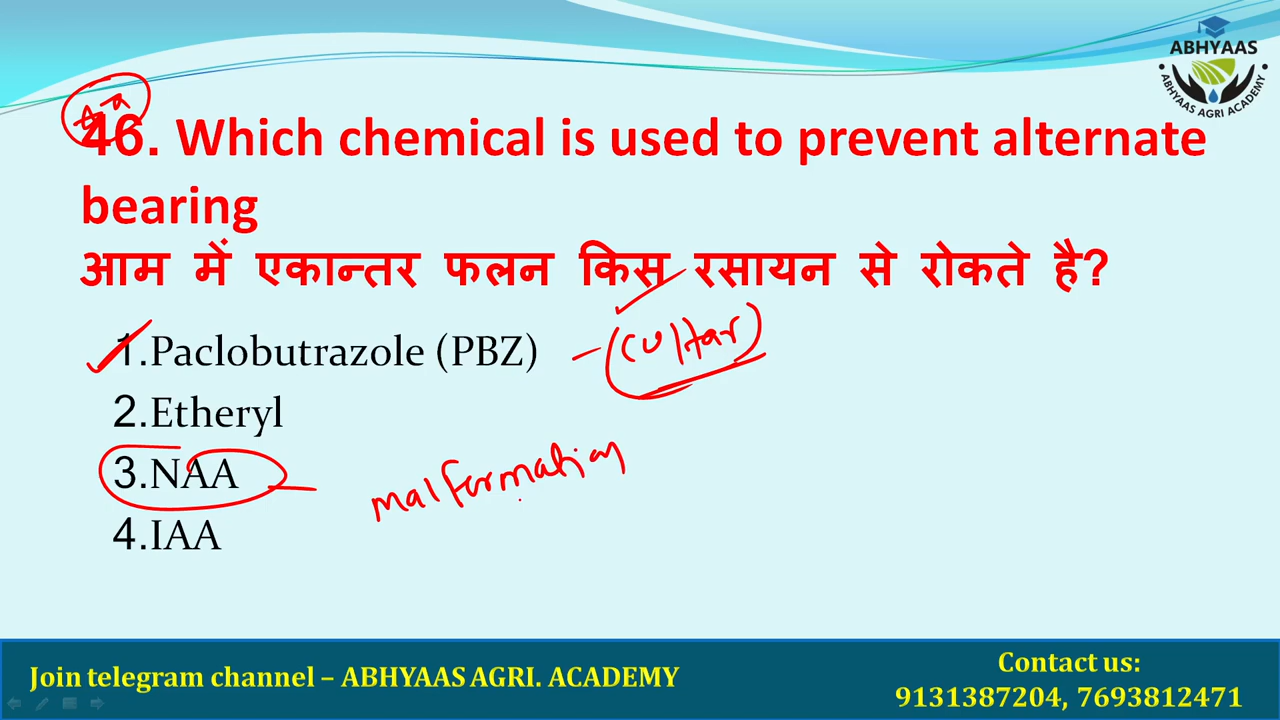 ABHYAAS
ABHYAAS AGRI ACADEMY
46. Which chemical is used to prevent alternate
bearing
आम में एकान्तर फलन किस रसायन से रोकते है?
1.Paclobutrazole (PBZ) – (Cultar)
2.Etheryl
3.NAA – malformation
4.IAA
Join telegram channel – ABHYAAS AGRI. ACADEMY
Contact us:
9131387204, 7693812471